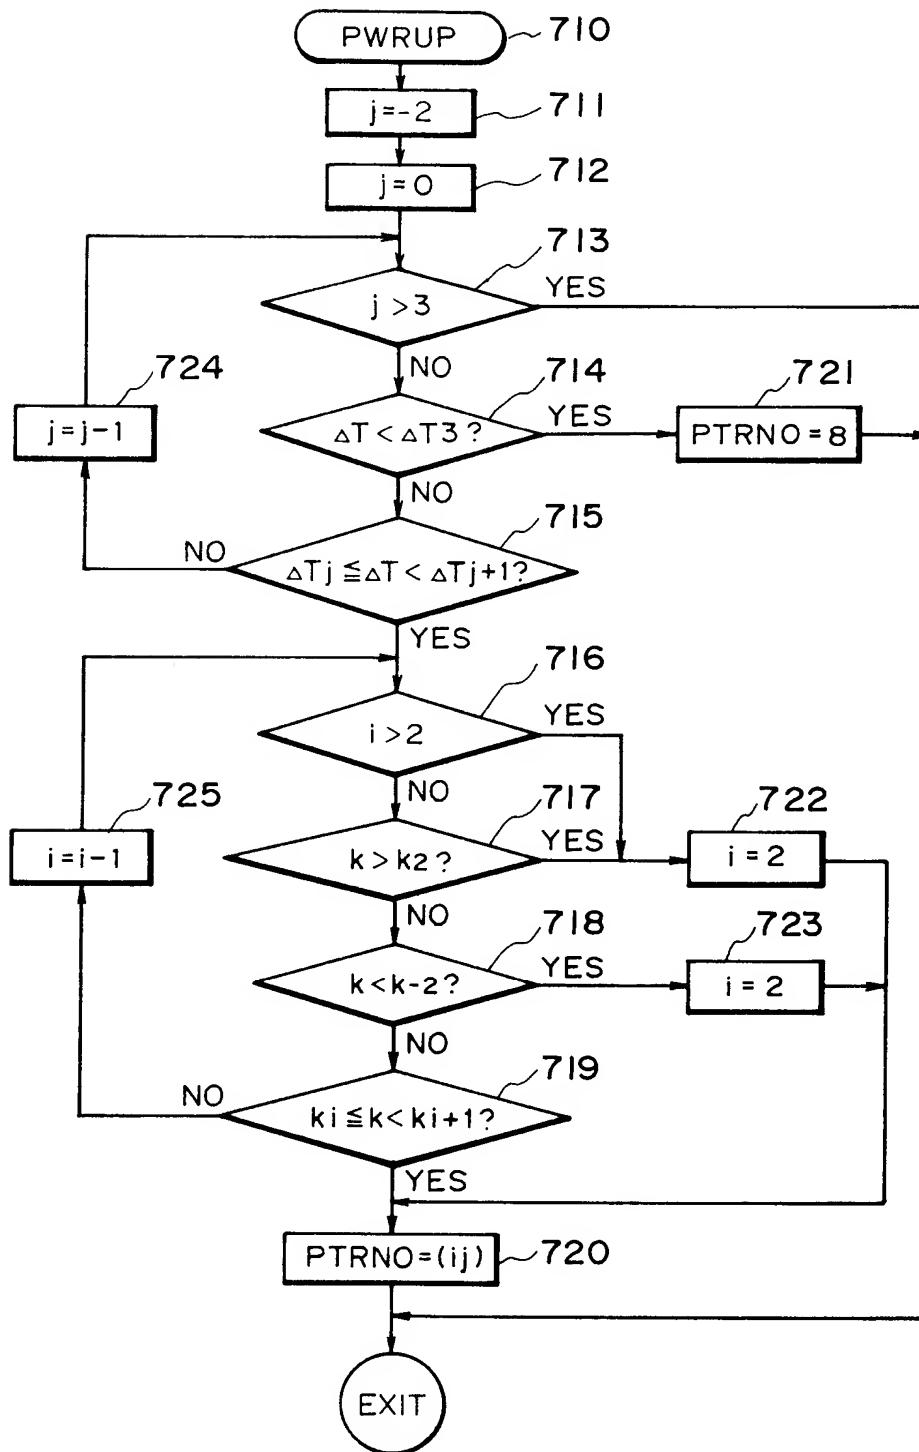 PWRUP 710
j=-2 711
j=0 712
713
j>3 YES
NO
724
j=j-1
714
ΔT<ΔT3? YES
721
PTRNO=8
NO
715
NO ΔTj≦ΔT<ΔTj+1?
YES
716
i>2 YES
NO
725
i=i-1
717
k>k2? YES
722
i=2
NO
718
k<k-2? YES
723
i=2
NO
719
NO ki≦k<ki+1?
YES
PTRNO=(ij) 720
EXIT